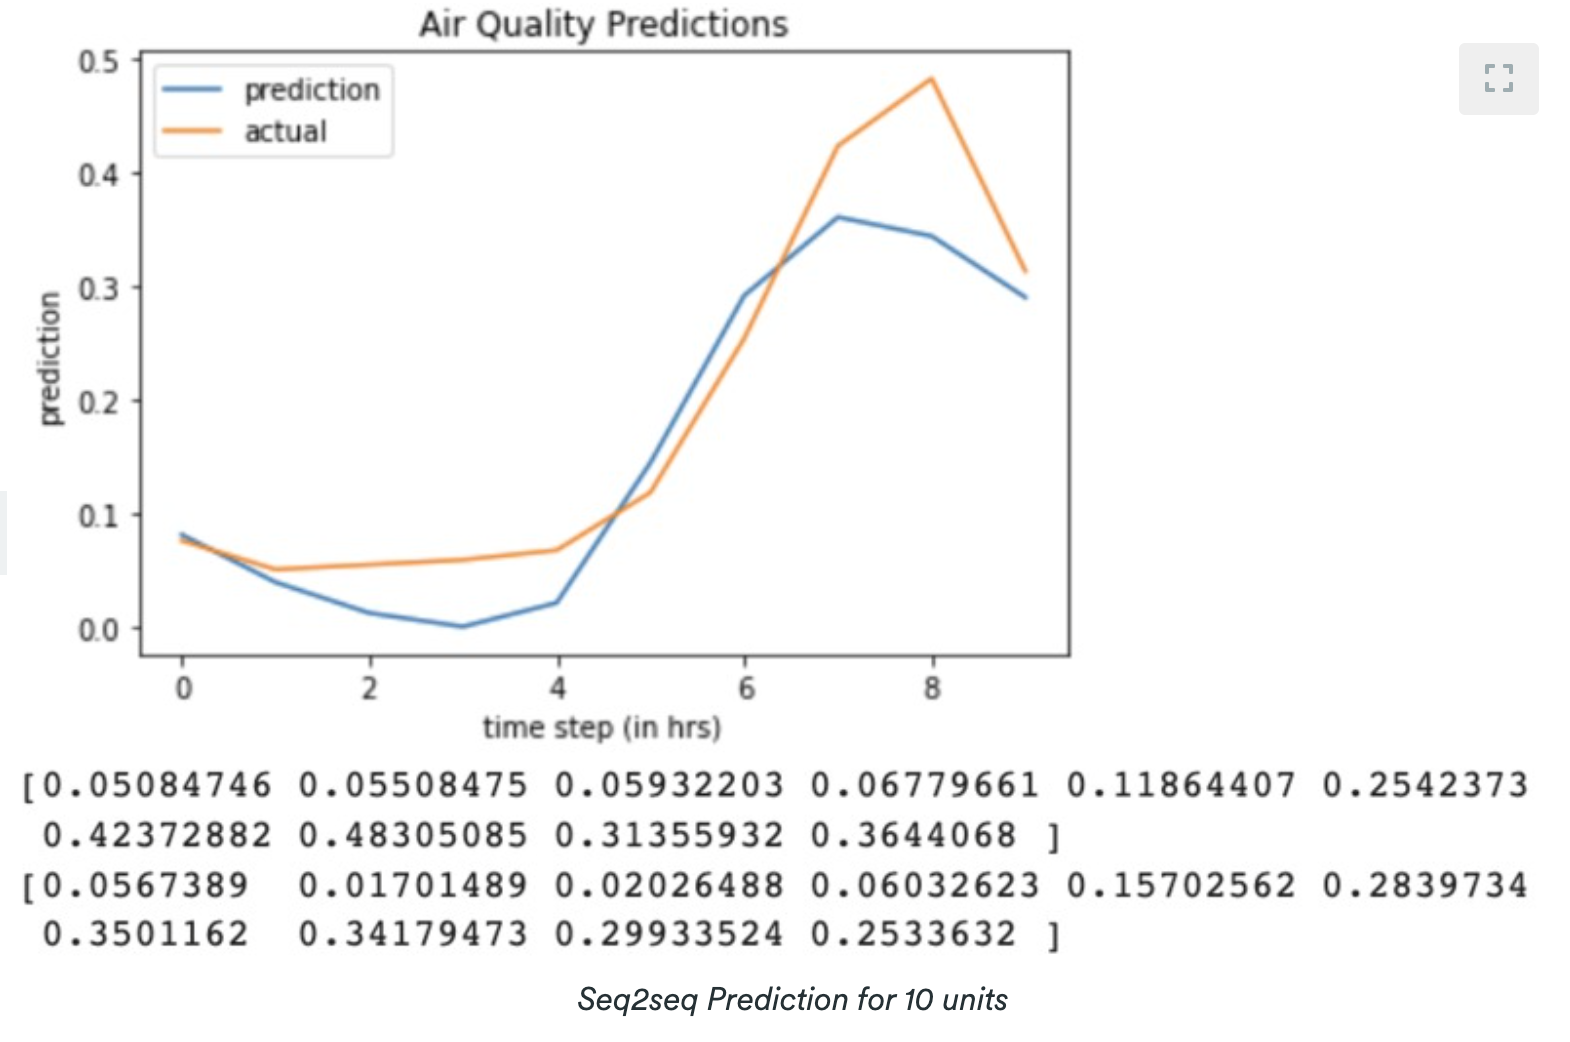 Air Quality Predictions
0.5
prediction
actual
0.4
0.3
0.2
0.1
0.0
prediction
0 2 4 6 8
time step (in hrs)
[0.05084746 0.05508475 0.05932203 0.06779661 0.11864407 0.2542373
0.42372882 0.48305085 0.31355932 0.3644068 ]
[0.0567389 0.01701489 0.02026488 0.06032623 0.15702562 0.2839734
0.3501162 0.34179473 0.29933524 0.2533632 ]
Seq2seq Prediction for 10 units